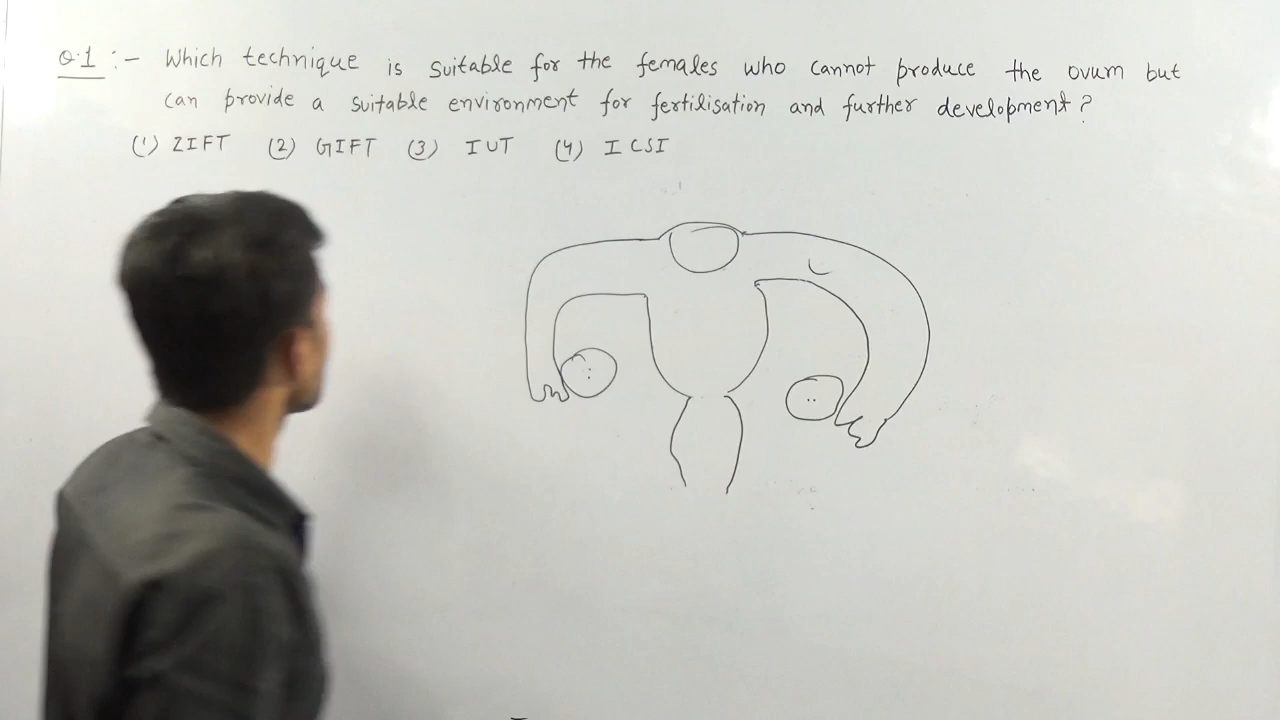 Q.1 :- Which technique is suitable for the females who cannot produce the ovum but
can provide a suitable environment for fertilisation and further development?
(1) ZIFT (2) GIFT (3) IUT (4) ICSI